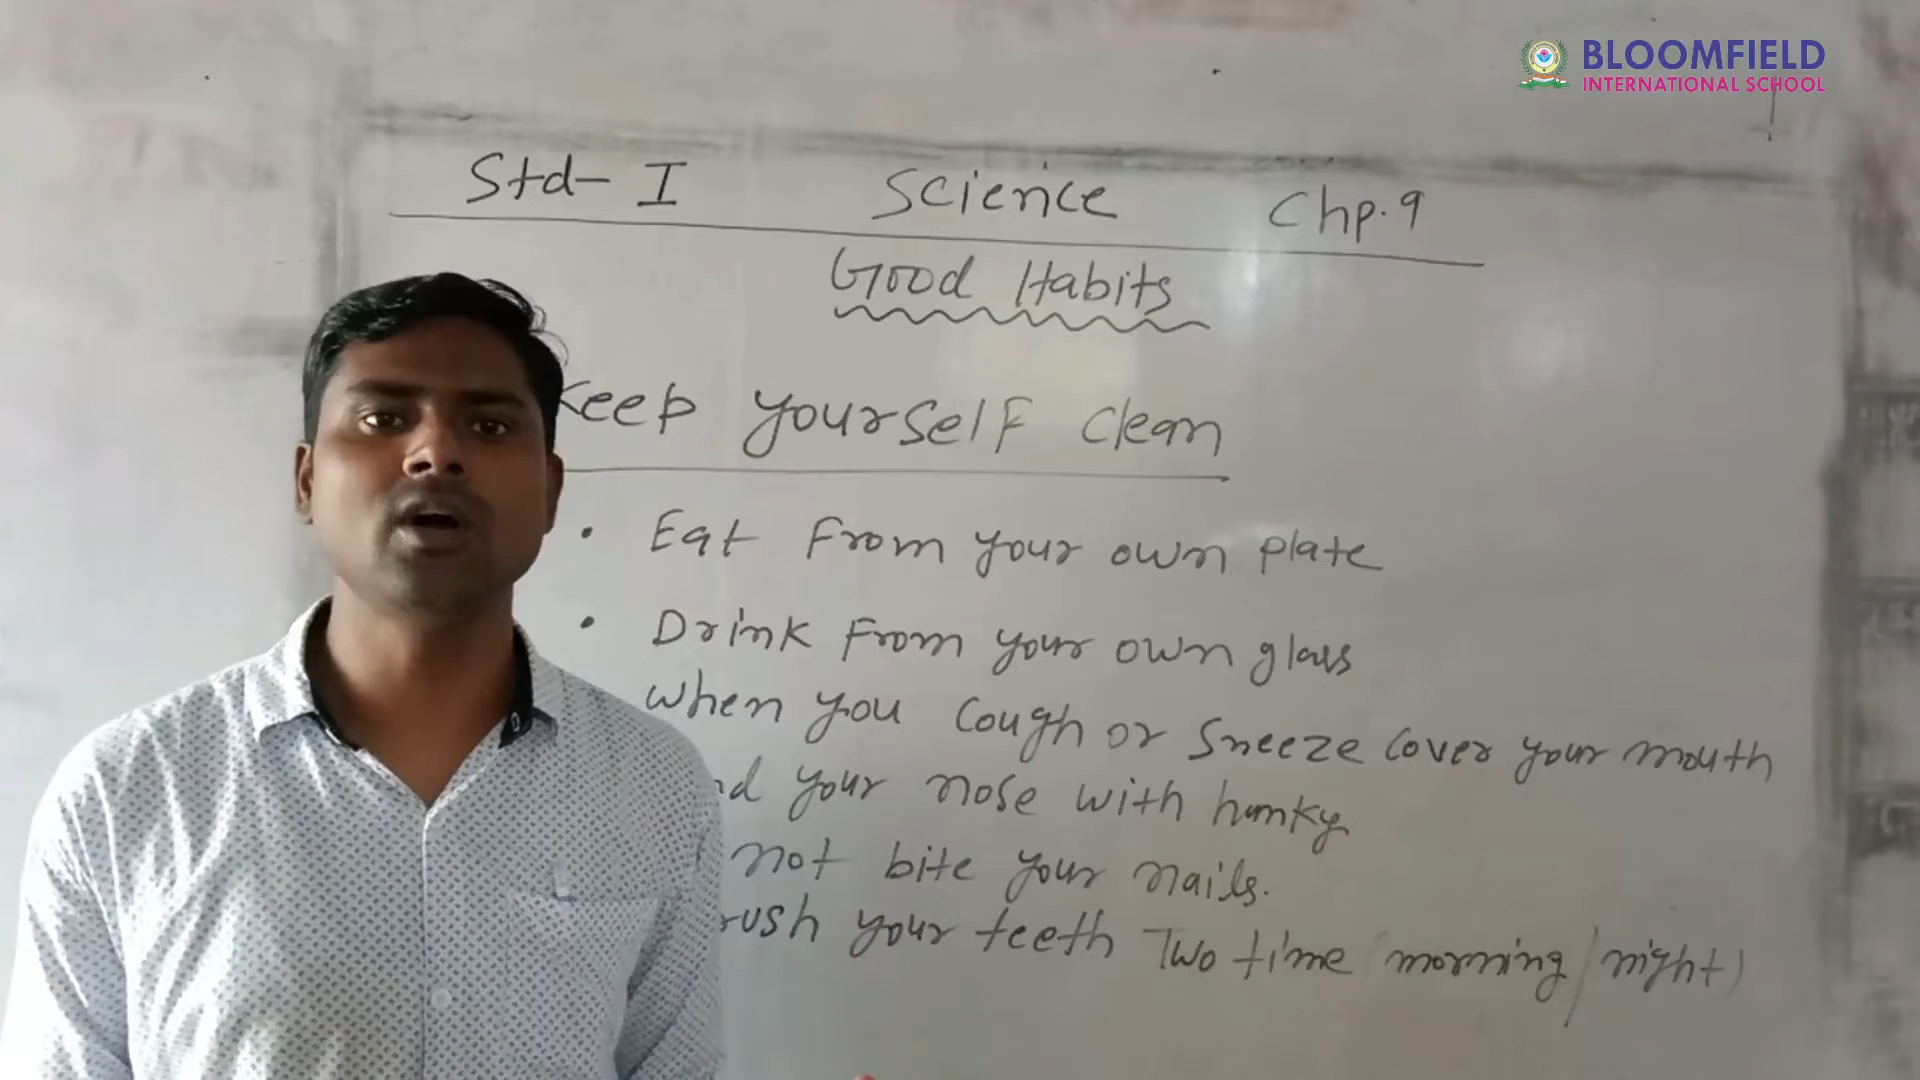 BLOOMFIELD
INTERNATIONAL SCHOOL
Std- I Science Chp. 9
Good Habits
Keep yourself clean
• Eat From your own plate
• Drink From your own glass
When you Cough or Sneeze Cover your mouth
your nose with hanky
not bite your nails.
your teeth Two time (morning/night)